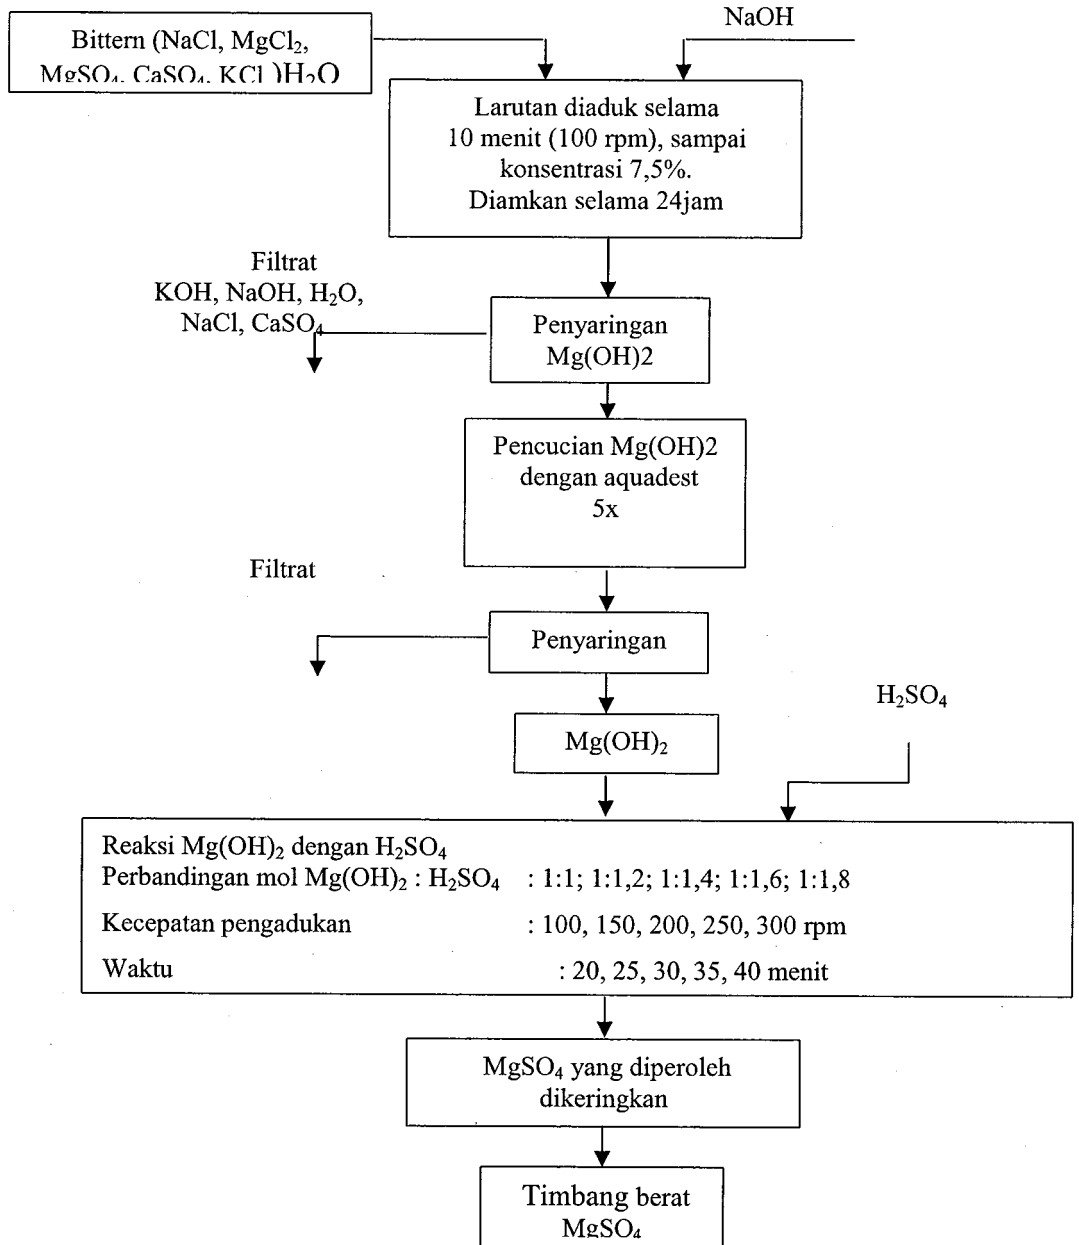 NaOH
Bittern (NaCl, MgCl₂,
MgSO₄, CaSO₄, KCl )H₂O
Larutan diaduk selama
10 menit (100 rpm), sampai
konsentrasi 7,5%.
Diamkan selama 24jam
Filtrat
KOH, NaOH, H₂O,
NaCl, CaSO₄
Penyaringan
Mg(OH)2
Pencucian Mg(OH)2
dengan aquadest
5x
Filtrat
Penyaringan
H₂SO₄
Mg(OH)₂
Reaksi Mg(OH)₂ dengan H₂SO₄
Perbandingan mol Mg(OH)₂ : H₂SO₄ : 1:1; 1:1,2; 1:1,4; 1:1,6; 1:1,8
Kecepatan pengadukan : 100, 150, 200, 250, 300 rpm
Waktu : 20, 25, 30, 35, 40 menit
MgSO₄ yang diperoleh
dikeringkan
Timbang berat
MgSO₄